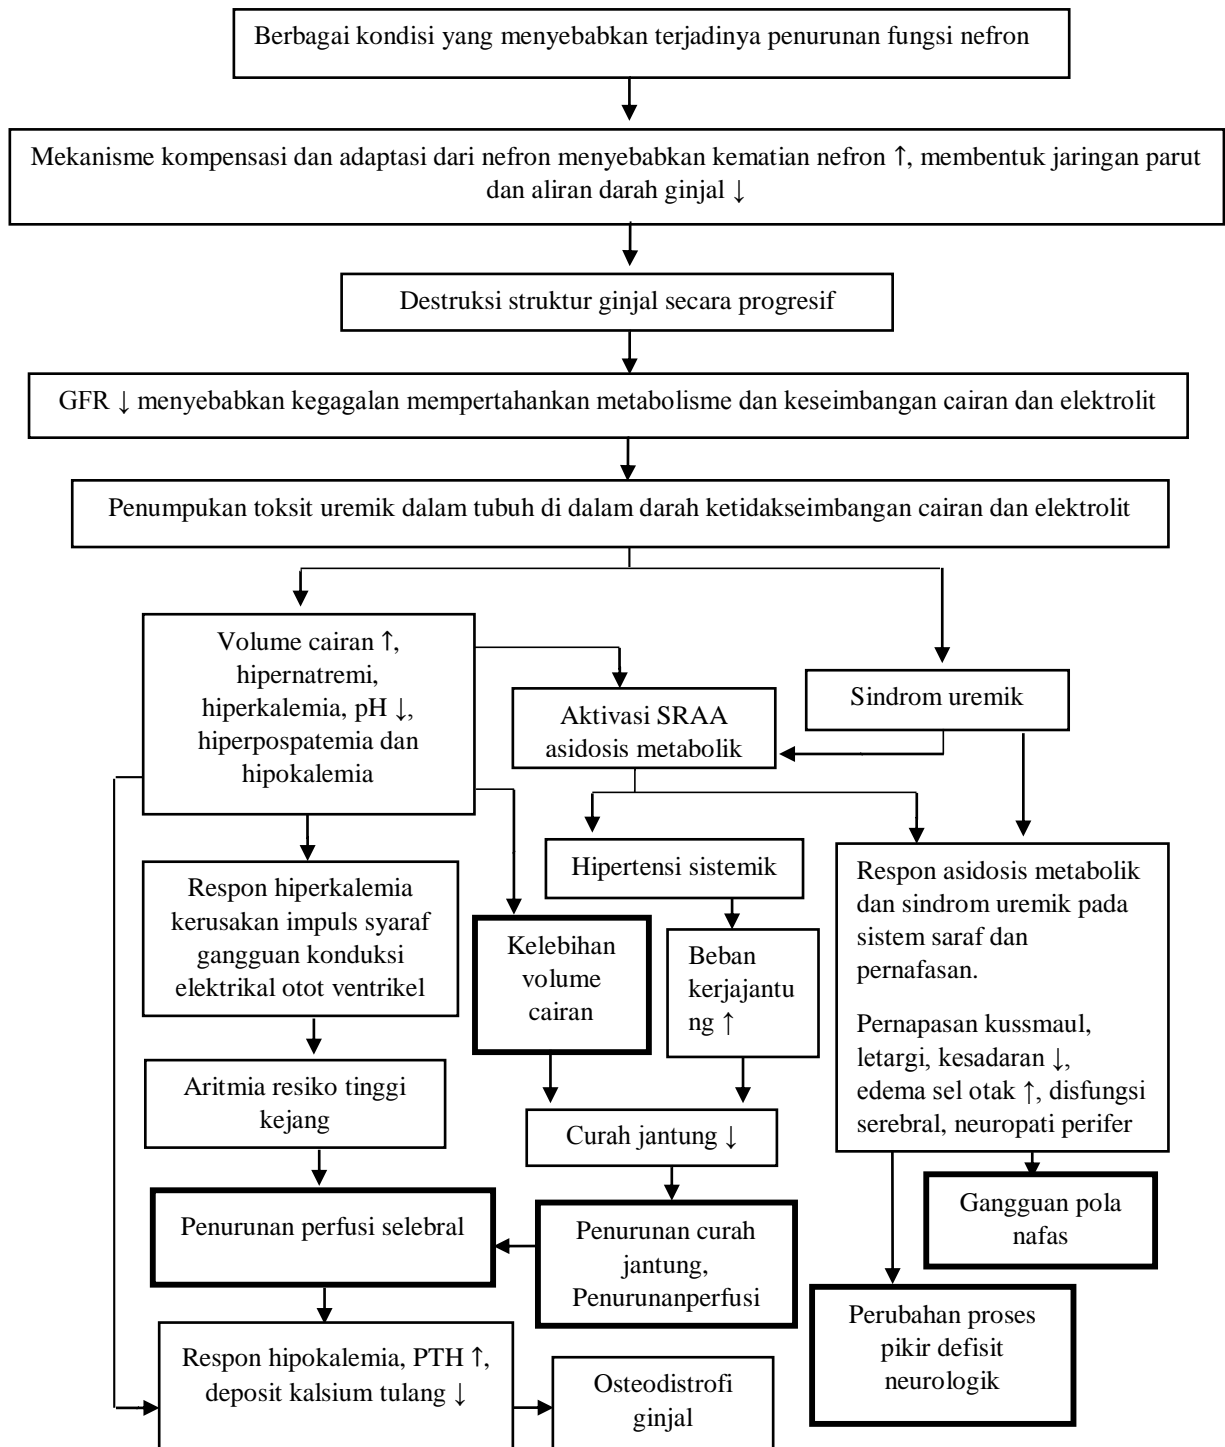 Berbagai kondisi yang menyebabkan terjadinya penurunan fungsi nefron
Mekanisme kompensasi dan adaptasi dari nefron menyebabkan kematian nefron ↑, membentuk jaringan parut
dan aliran darah ginjal ↓
Destruksi struktur ginjal secara progresif
GFR ↓ menyebabkan kegagalan mempertahankan metabolisme dan keseimbangan cairan dan elektrolit
Penumpukan toksit uremik dalam tubuh di dalam darah ketidakseimbangan cairan dan elektrolit
Volume cairan ↑,
hipernatremi,
hiperkalemia, pH ↓,
hiperpospatemia dan
hipokalemia
Aktivasi SRAA
asidosis metabolik
Sindrom uremik
Respon hiperkalemia
kerusakan impuls syaraf
gangguan konduksi
elektrikal otot ventrikel
Kelebihan
volume
cairan
Hipertensi sistemik
Beban
kerjajantu
ng ↑
Respon asidosis metabolik
dan sindrom uremik pada
sistem saraf dan
pernafasan.
Pernapasan kussmaul,
letargi, kesadaran ↓,
edema sel otak ↑, disfungsi
serebral, neuropati perifer
Aritmia resiko tinggi
kejang
Curah jantung ↓
Penurunan perfusi selebral
Penurunan curah
jantung,
Penurunanperfusi
Gangguan pola
nafas
Perubahan proses
pikir defisit
neurologik
Respon hipokalemia, PTH ↑,
deposit kalsium tulang ↓
Osteodistrofi
ginjal